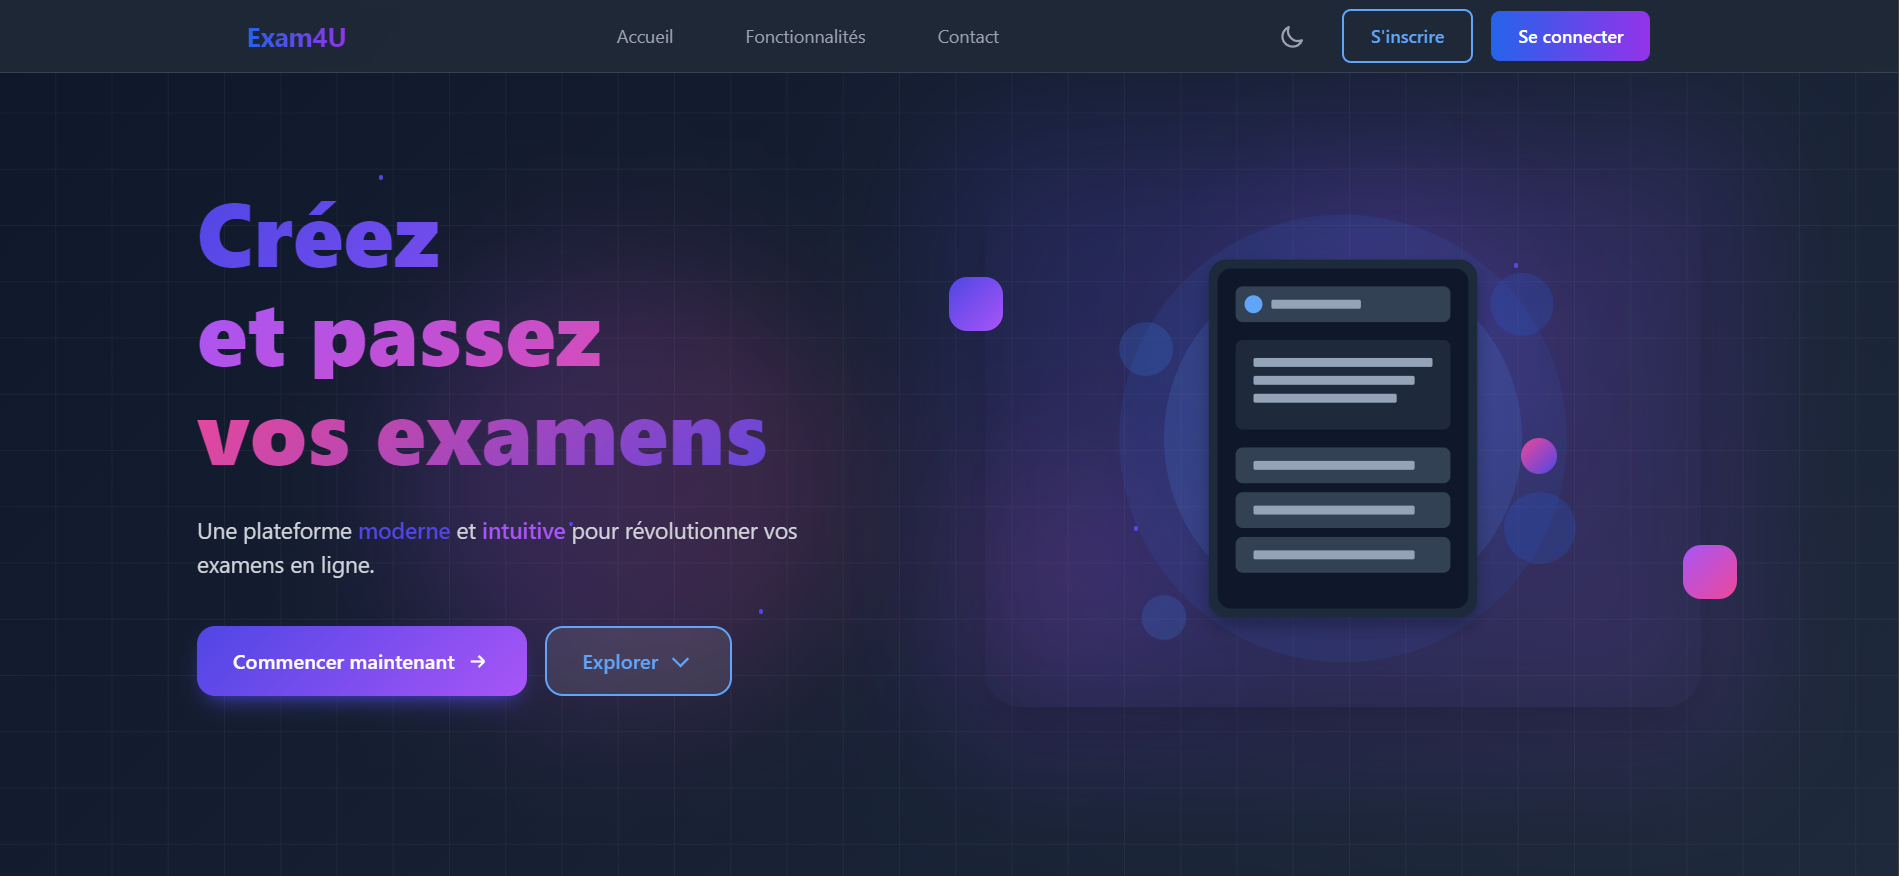 Exam4U
Accueil
Fonctionnalités
Contact
S'inscrire
Se connecter
Créez
et passez
vos examens
Une plateforme moderne et intuitive pour révolutionner vos
examens en ligne.
Commencer maintenant
Explorer